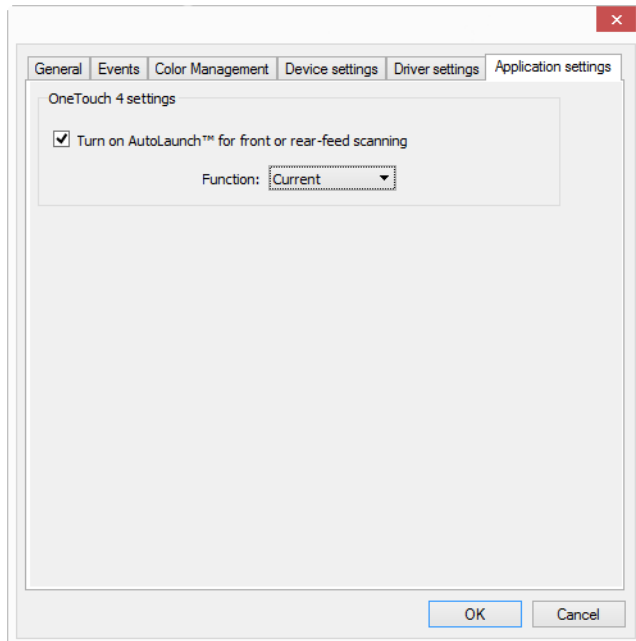 General Events Color Management Device settings Driver settings Application settings
OneTouch 4 settings
Turn on AutoLaunch™ for front or rear-feed scanning
Function: Current
OK Cancel